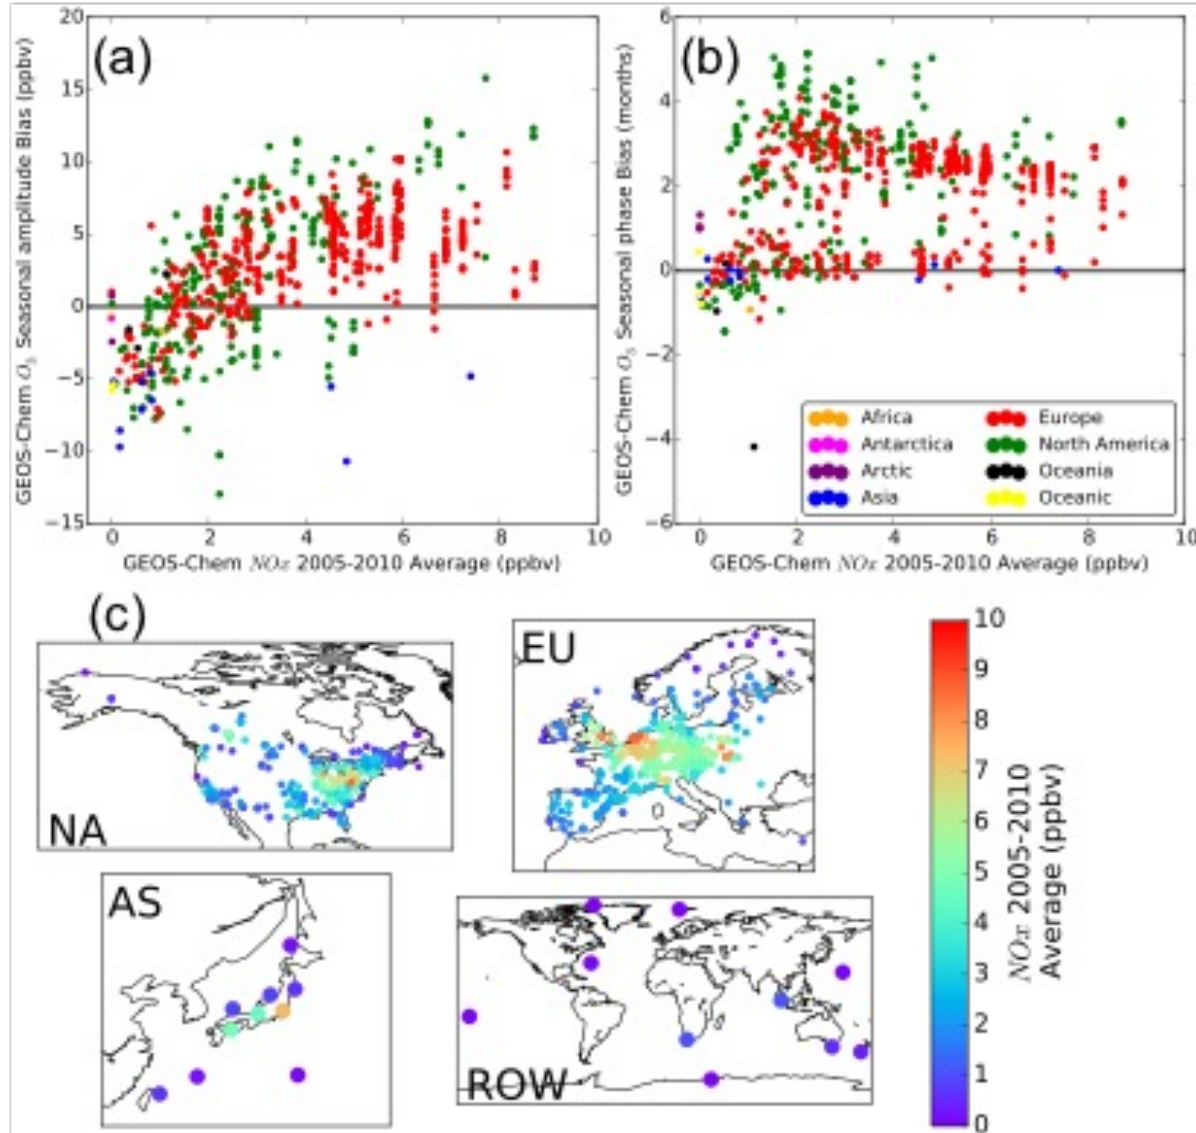 (a)
GEOS-Chem O3 Seasonal amplitude Bias (ppbv)
20
15
10
5
0
−5
−10
−15
0 2 4 6 8 10
GEOS-Chem NOx 2005-2010 Average (ppbv)
(b)
GEOS-Chem O3 Seasonal phase Bias (months)
6
4
2
0
−2
−4
−6
Africa
Antarctica
Arctic
Asia
Europe
North America
Oceania
Oceanic
0 2 4 6 8 10
GEOS-Chem NOx 2005-2010 Average (ppbv)
(c)
NA
EU
AS
ROW
10
9
8
7
6
5
4
3
2
1
0
NOx 2005-2010
Average (ppbv)